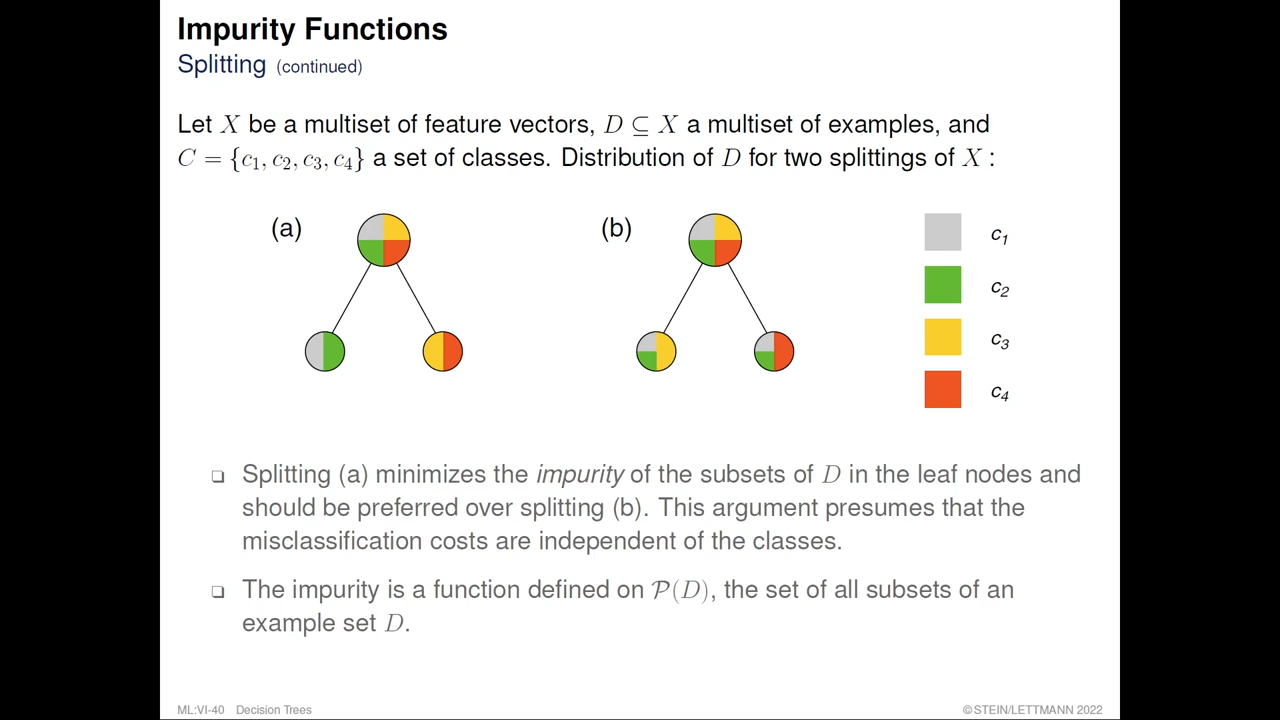 Impurity Functions
Splitting (continued)
Let X be a multiset of feature vectors, D ⊆ X a multiset of examples, and
C = {c₁, c₂, c₃, c₄} a set of classes. Distribution of D for two splittings of X :
(a)
(b)
c₁
c₂
c₃
c₄
❑ Splitting (a) minimizes the impurity of the subsets of D in the leaf nodes and
should be preferred over splitting (b). This argument presumes that the
misclassification costs are independent of the classes.
❑ The impurity is a function defined on 𝒫(D), the set of all subsets of an
example set D.
ML:VI-40 Decision Trees
©STEIN/LETTMANN 2022